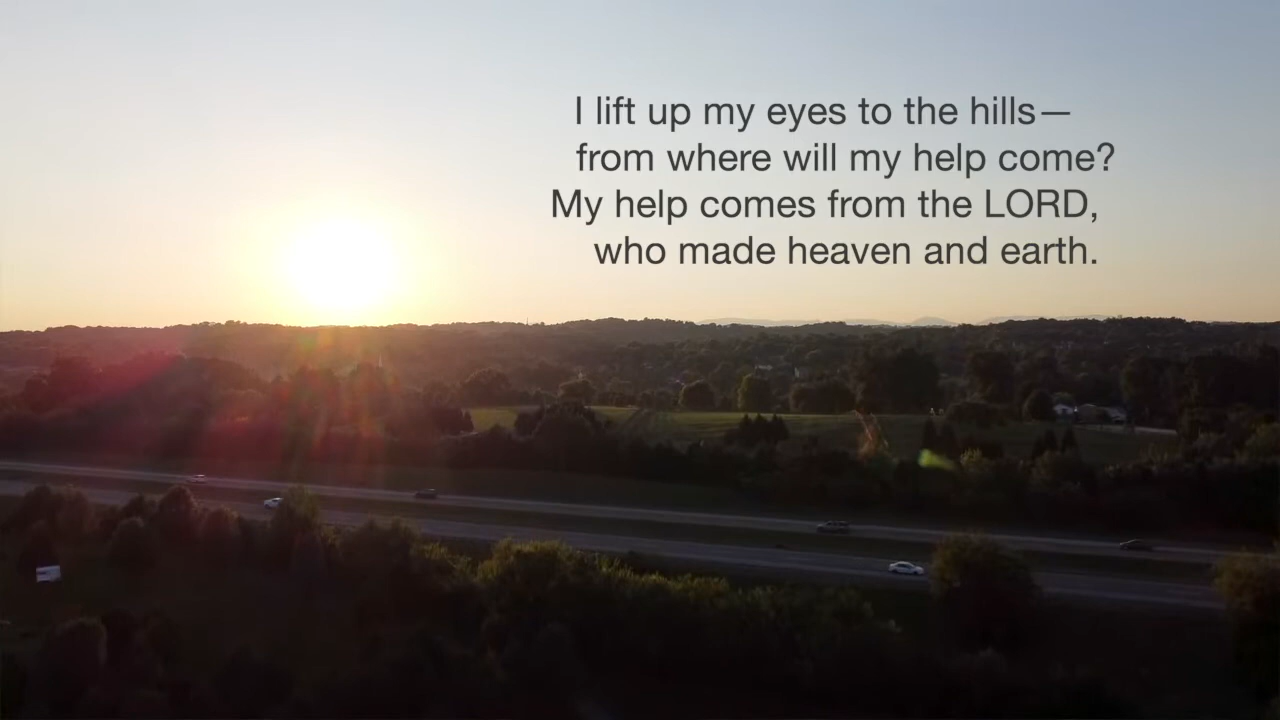 I lift up my eyes to the hills—
from where will my help come?
My help comes from the LORD,
who made heaven and earth.